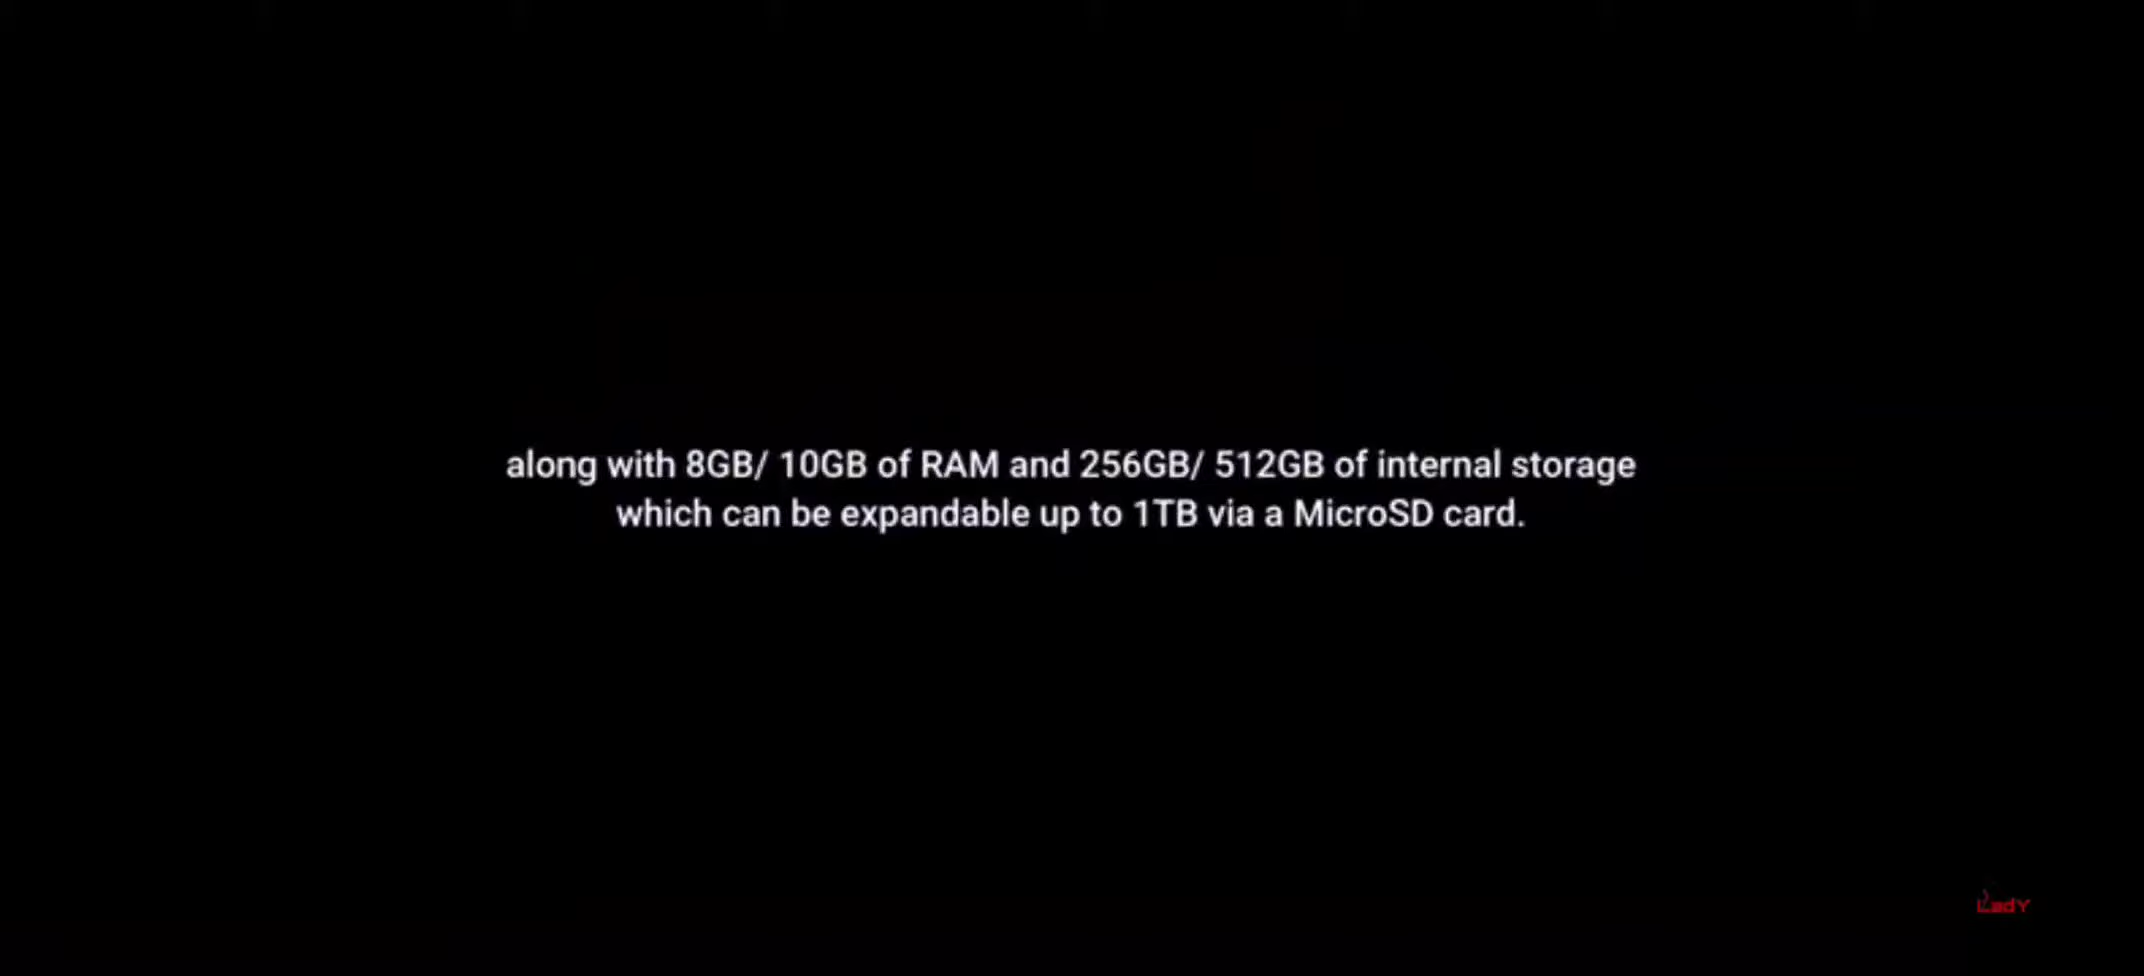 along with 8GB/ 10GB of RAM and 256GB/ 512GB of internal storage
which can be expandable up to 1TB via a MicroSD card.
LadY